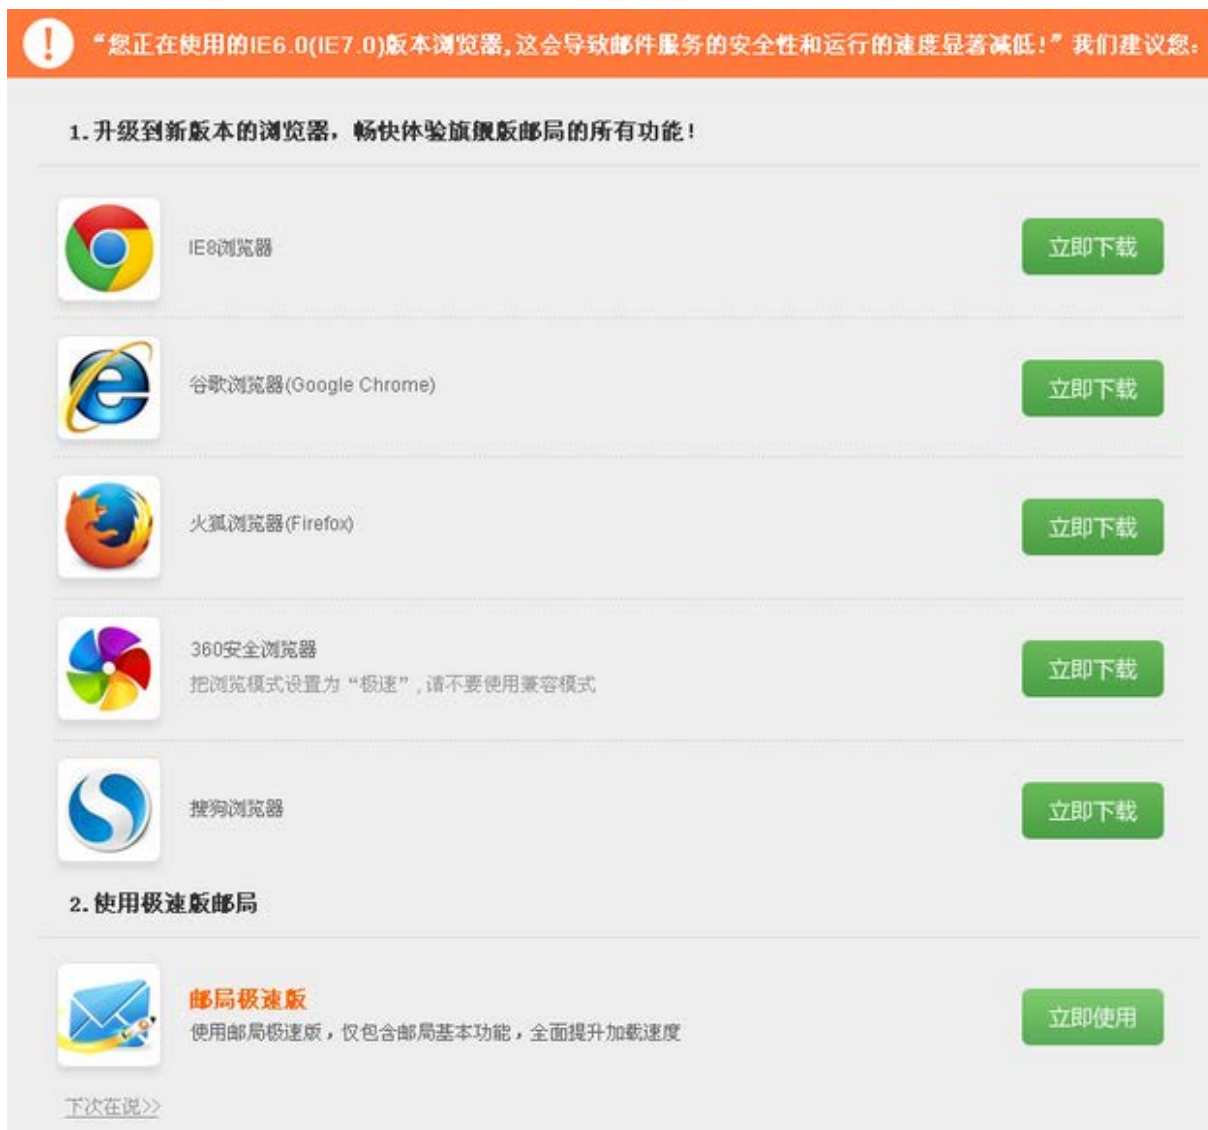 “您正在使用的IE6.0(IE7.0)版本浏览器,这会导致邮件服务的安全性和运行的速度显著减低!”我们建议您:
1.升级到新版本的浏览器，畅快体验旗舰版邮局的所有功能!
IE8浏览器
立即下载
谷歌浏览器(Google Chrome)
立即下载
火狐浏览器(Firefox)
立即下载
360安全浏览器
把浏览模式设置为“极速”,请不要使用兼容模式
立即下载
搜狗浏览器
立即下载
2.使用极速版邮局
邮局极速版
使用邮局极速版，仅包含邮局基本功能，全面提升加载速度
立即使用
下次在说>>